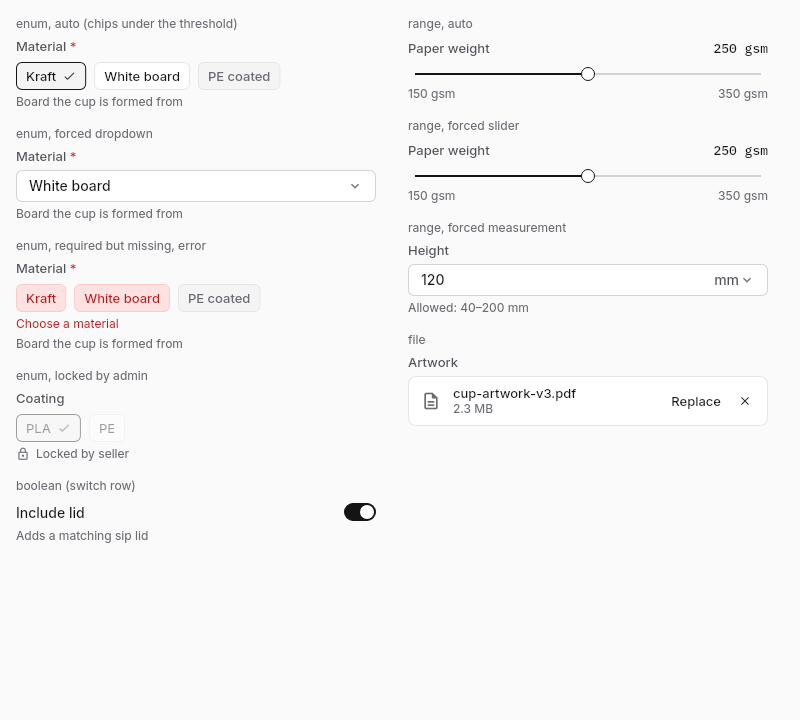 enum, auto (chips under the threshold)
Material *
Kraft White board PE coated
Board the cup is formed from
enum, forced dropdown
Material *
White board
Board the cup is formed from
enum, required but missing, error
Material *
Kraft White board PE coated
Choose a material
Board the cup is formed from
enum, locked by admin
Coating
PLA PE
Locked by seller
boolean (switch row)
Include lid
Adds a matching sip lid
range, auto
Paper weight 250 gsm
150 gsm 350 gsm
range, forced slider
Paper weight 250 gsm
150 gsm 350 gsm
range, forced measurement
Height
120 mm
Allowed: 40–200 mm
file
Artwork
cup-artwork-v3.pdf
2.3 MB
Replace